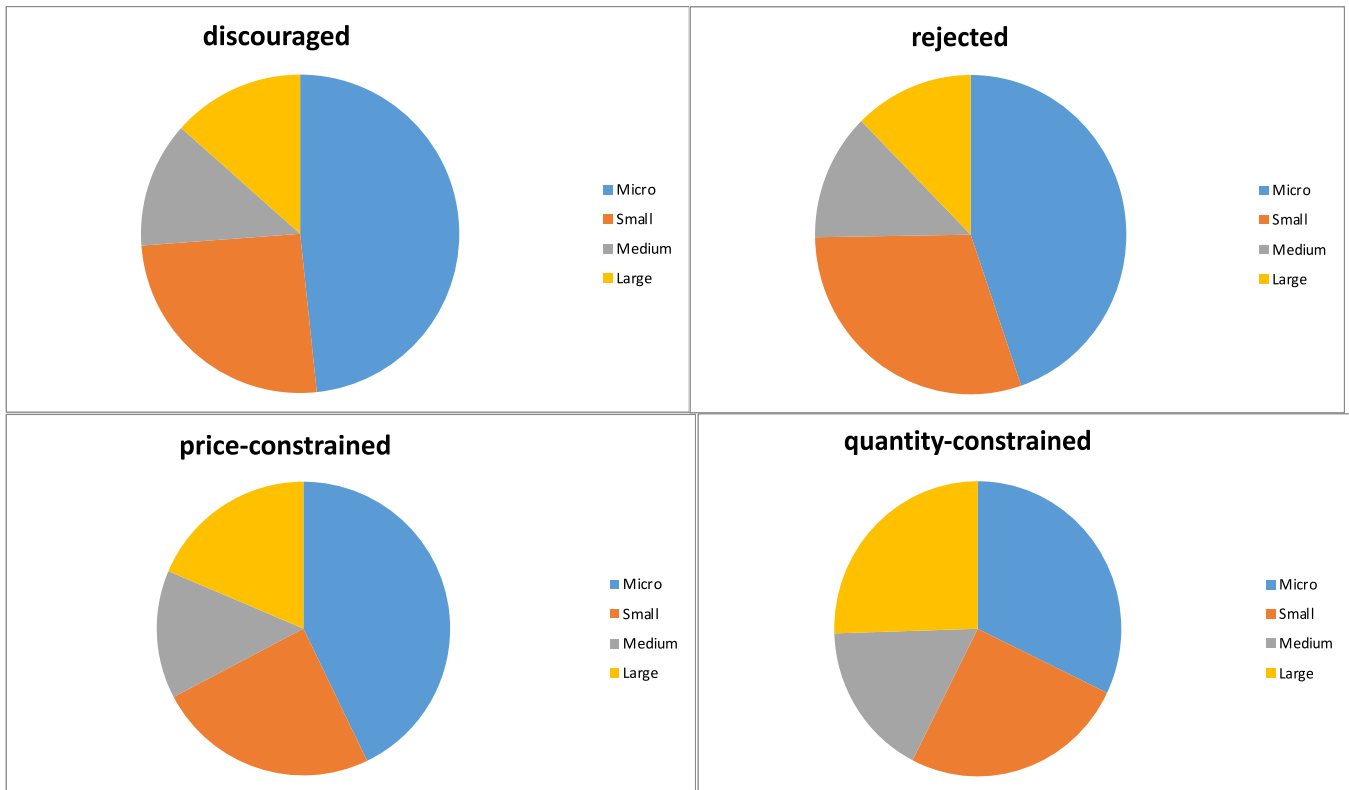 discouraged
Micro
Small
Medium
Large
rejected
Micro
Small
Medium
Large
price-constrained
Micro
Small
Medium
Large
quantity-constrained
Micro
Small
Medium
Large